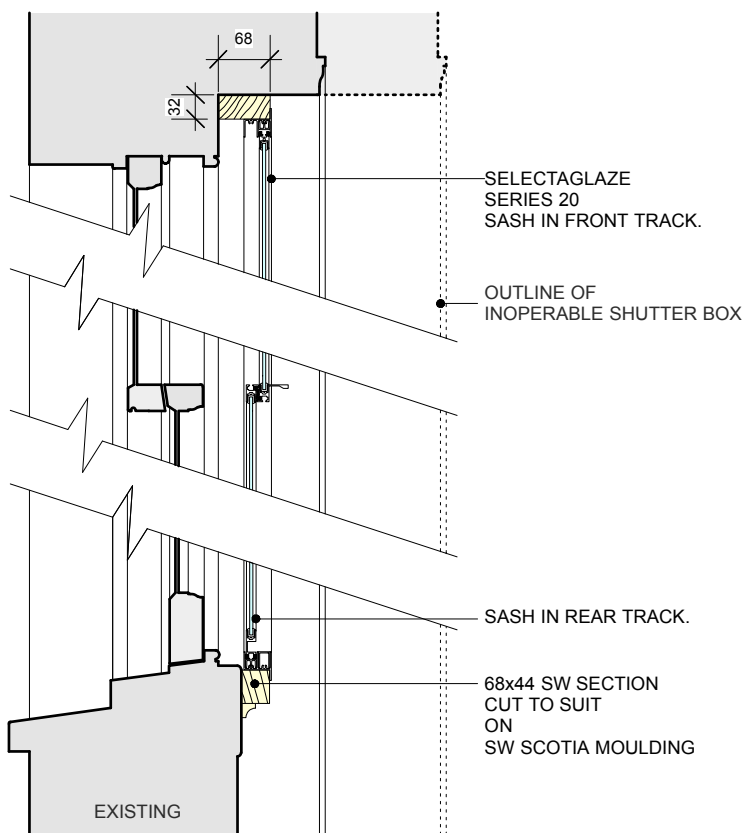 68
32
SELECTAGLAZE
SERIES 20
SASH IN FRONT TRACK.
OUTLINE OF
INOPERABLE SHUTTER BOX
SASH IN REAR TRACK.
68x44 SW SECTION
CUT TO SUIT
ON
SW SCOTIA MOULDING
EXISTING